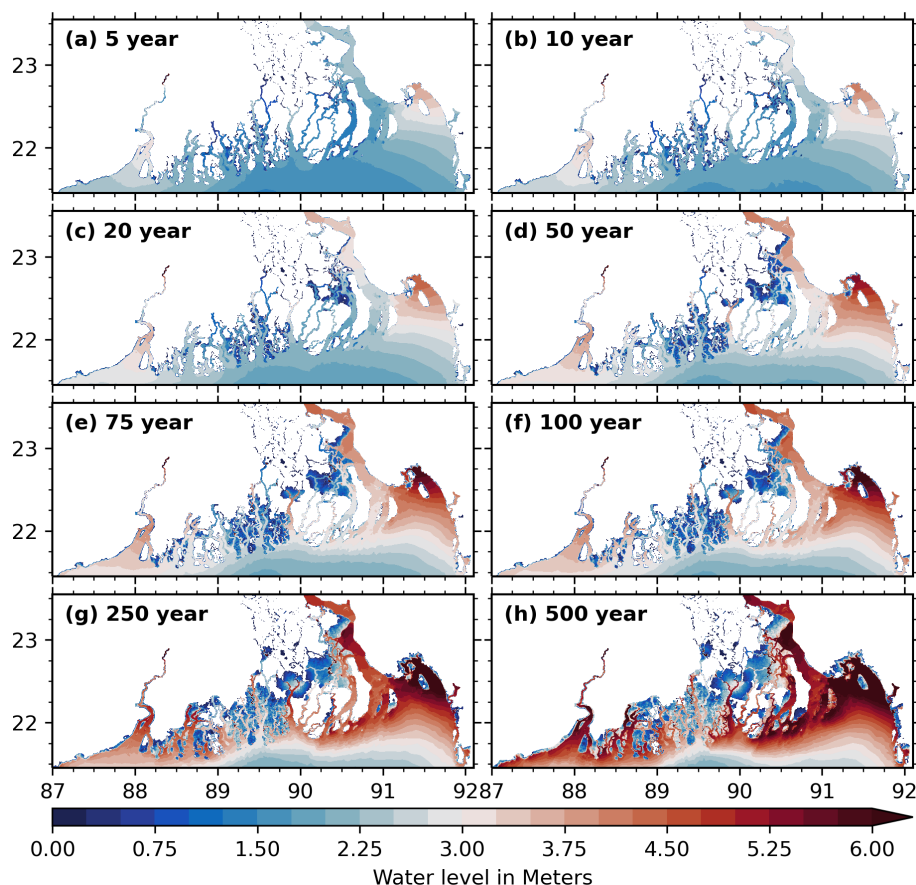 (a) 5 year
(b) 10 year
23
22
(c) 20 year
(d) 50 year
23
22
(e) 75 year
(f) 100 year
23
22
(g) 250 year
(h) 500 year
23
22
87 88 89 90 91 92 87 88 89 90 91 92
0.00 0.75 1.50 2.25 3.00 3.75 4.50 5.25 6.00
Water level in Meters